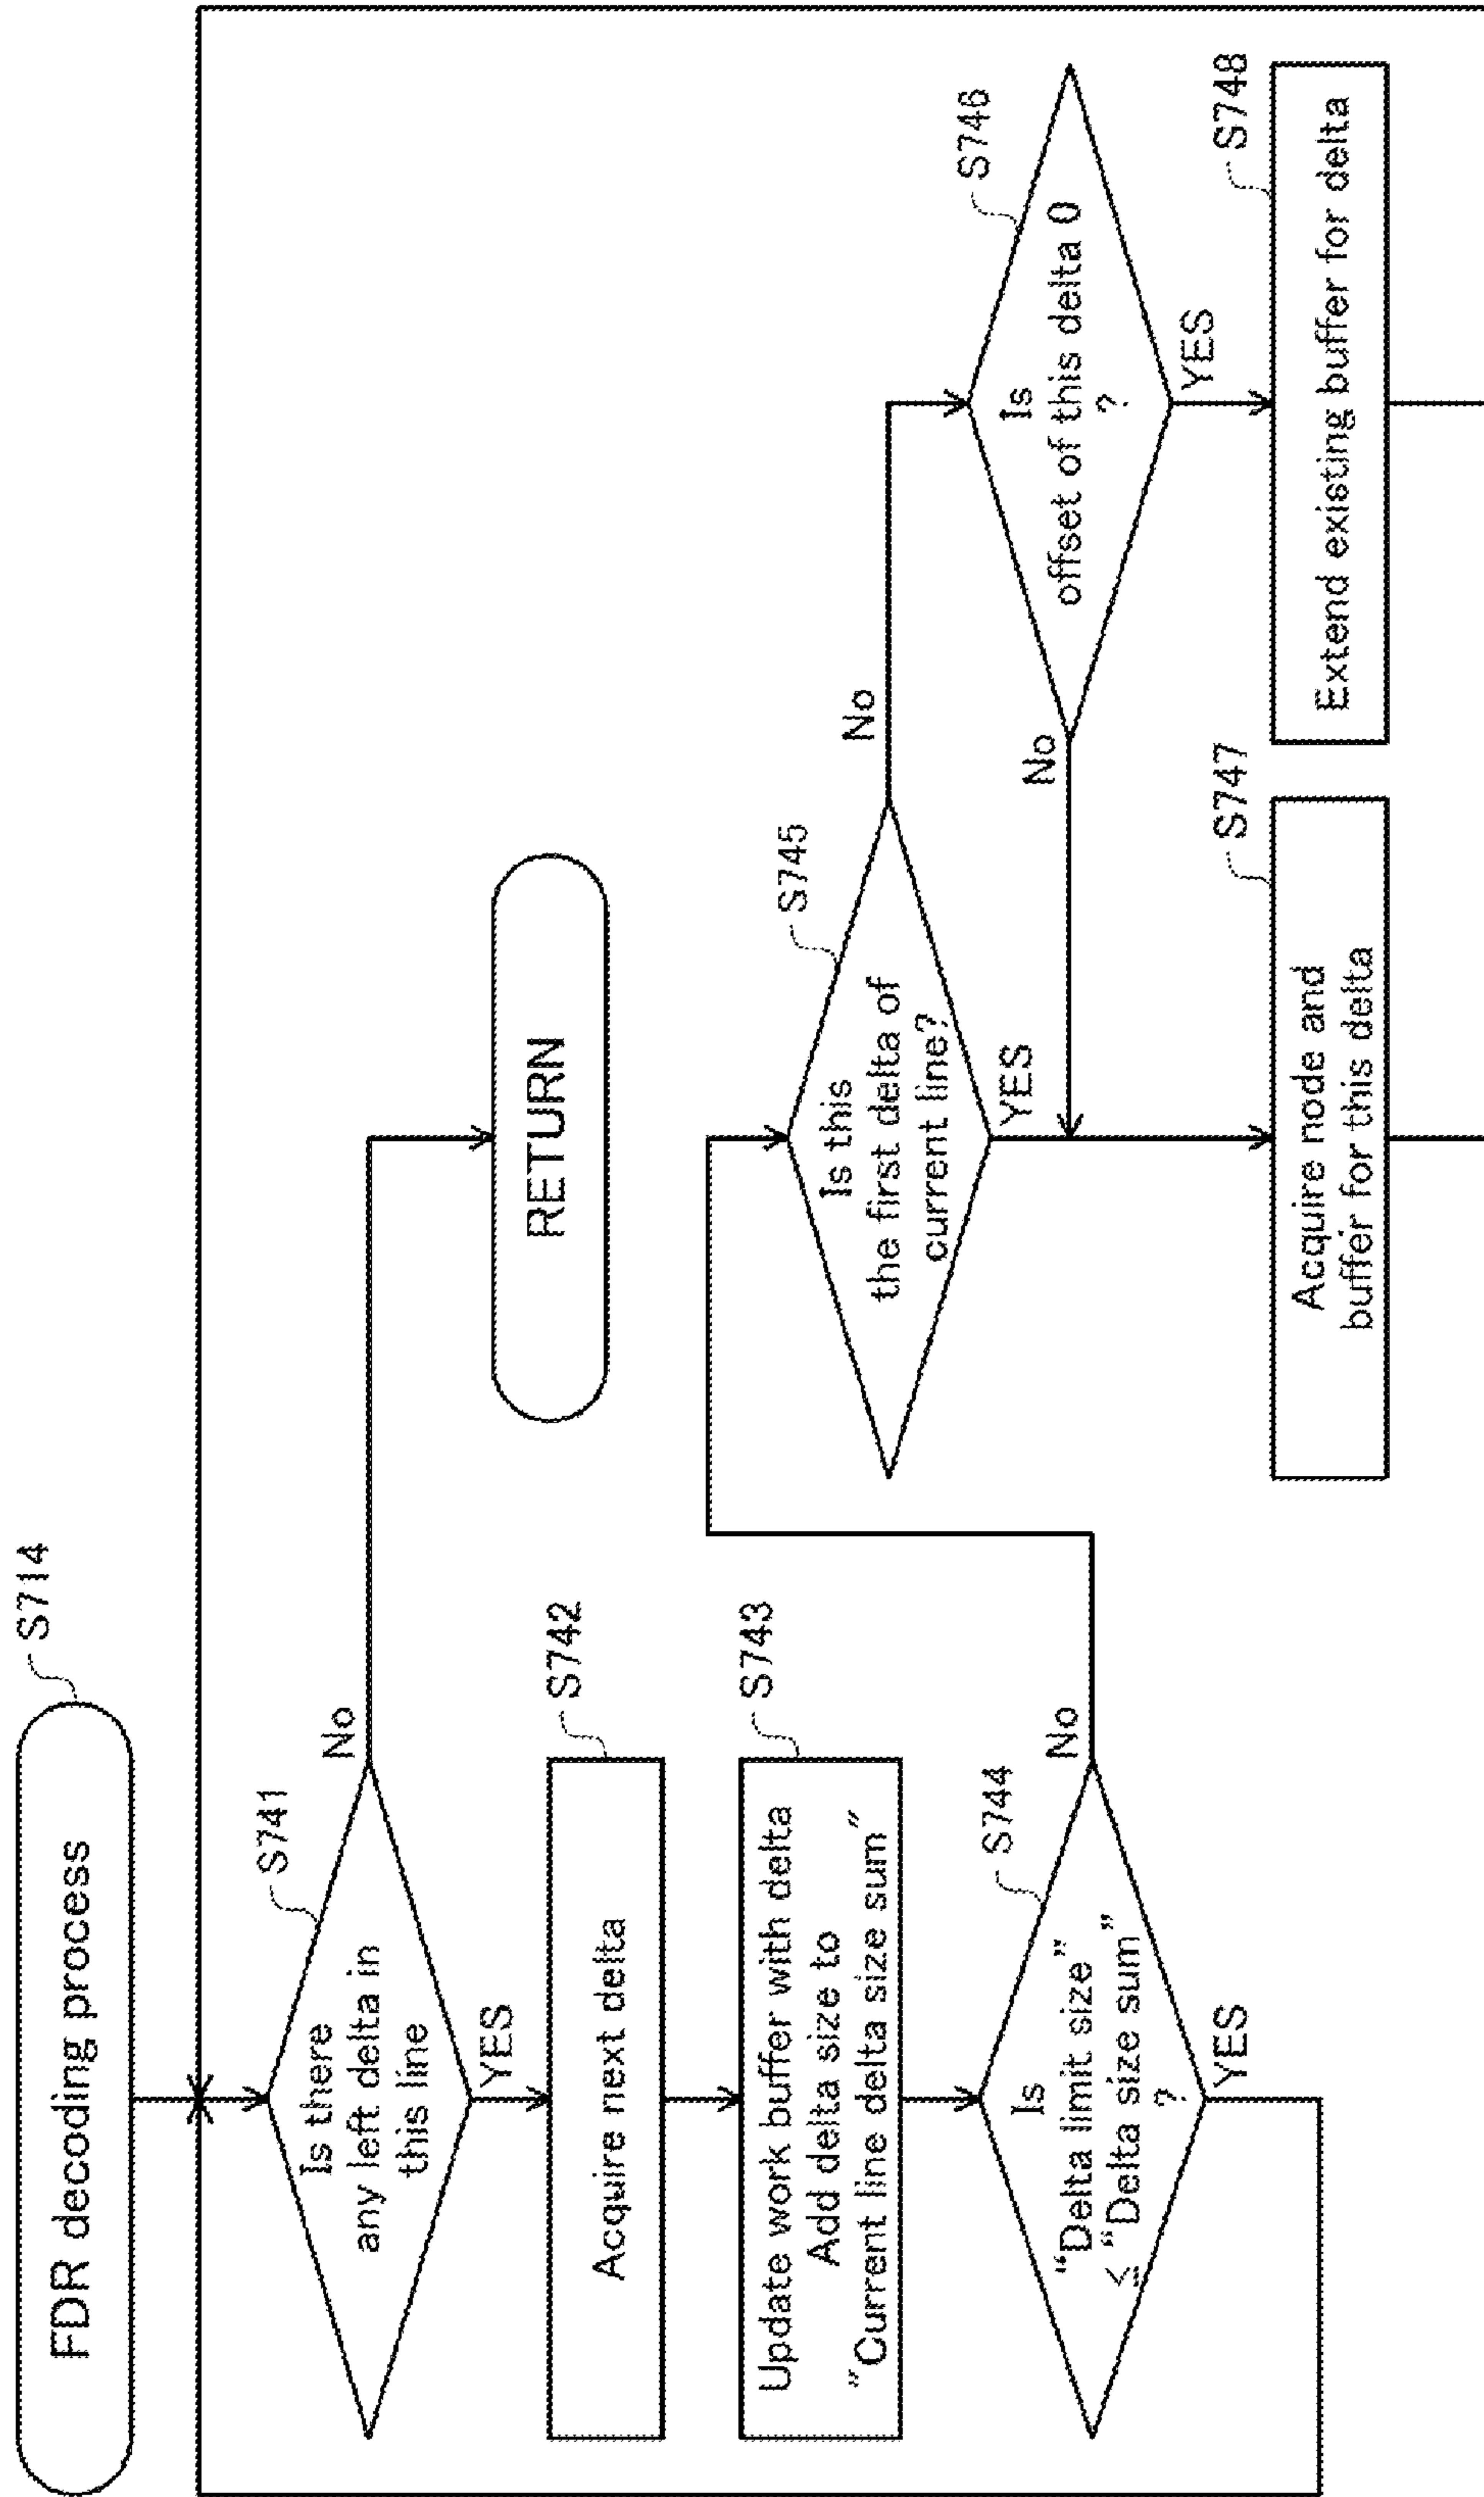 FDR decoding process
S714
Is there
any left delta in
this line
S741
No
YES
RETURN
Acquire next delta
S742
Update work buffer with delta
Add delta size to
"Current line delta size sum"
S743
Is
"Delta limit size"
≤ "Delta size sum"
?
S744
No
YES
Is this
the first delta of
current line?
S745
No
YES
Is
offset of this delta 0
?
S746
No
YES
Acquire node and
buffer for this delta
S747
Extend existing buffer for delta
S748